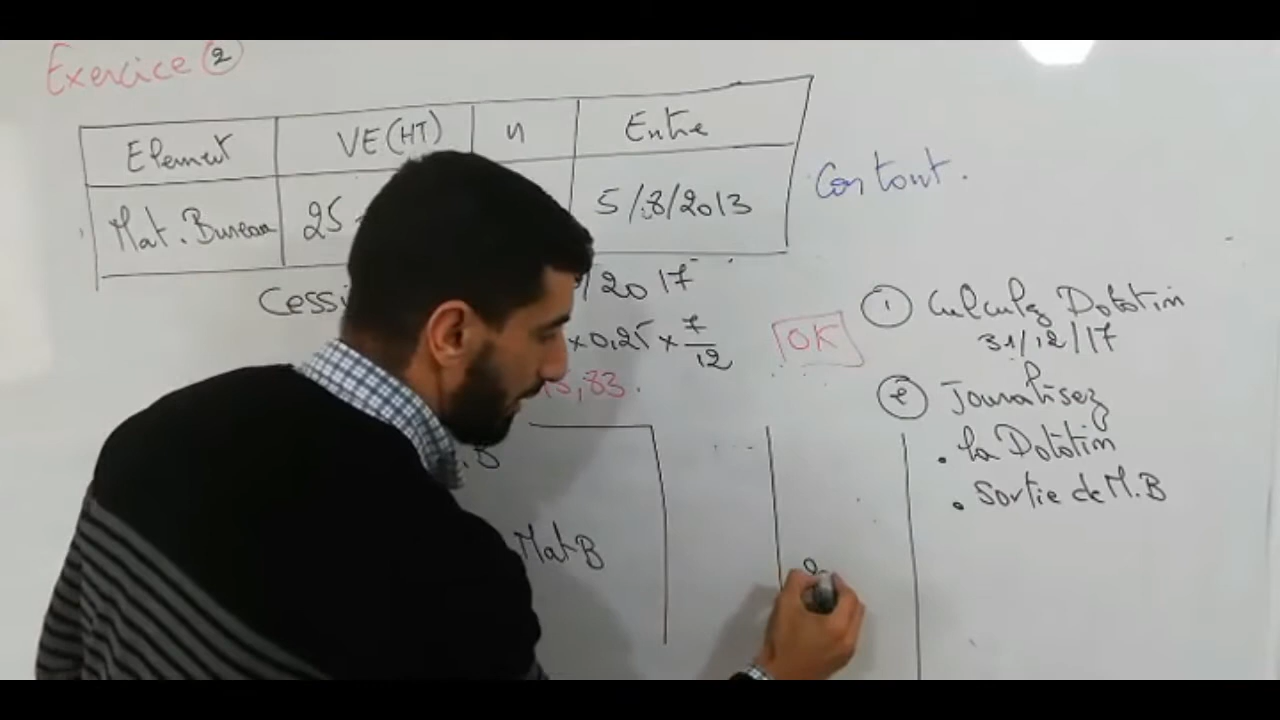 Exercice 2
Element VE(HT) n Entre
Mat. Bureau 25 5/8/2013
Constant.
Cessi /2017
① Calculez Dotation
31/12/17
×0,25×7/12
OK
,83.
② Journalisez
.B
• la Dotation
• Sortie de M.B
Mat B